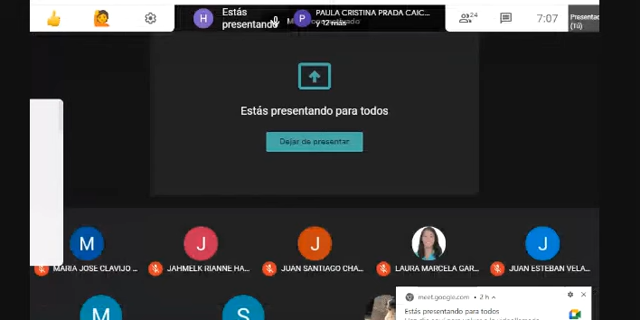 H
Estás
presentando
P
PAULA CRISTINA PRADA CAIC...
y 12 más
24
7:07
Presentac
(Tú)
Estás presentando para todos
Dejar de presentar
M
J
J
J
MARIA JOSE CLAVIJO ...
JAHMELK RIANNE HA...
JUAN SANTIAGO CHA...
LAURA MARCELA GAR...
JUAN ESTEBAN VELA...
M
S
meet.google.com • 2 h
Estás presentando para todos